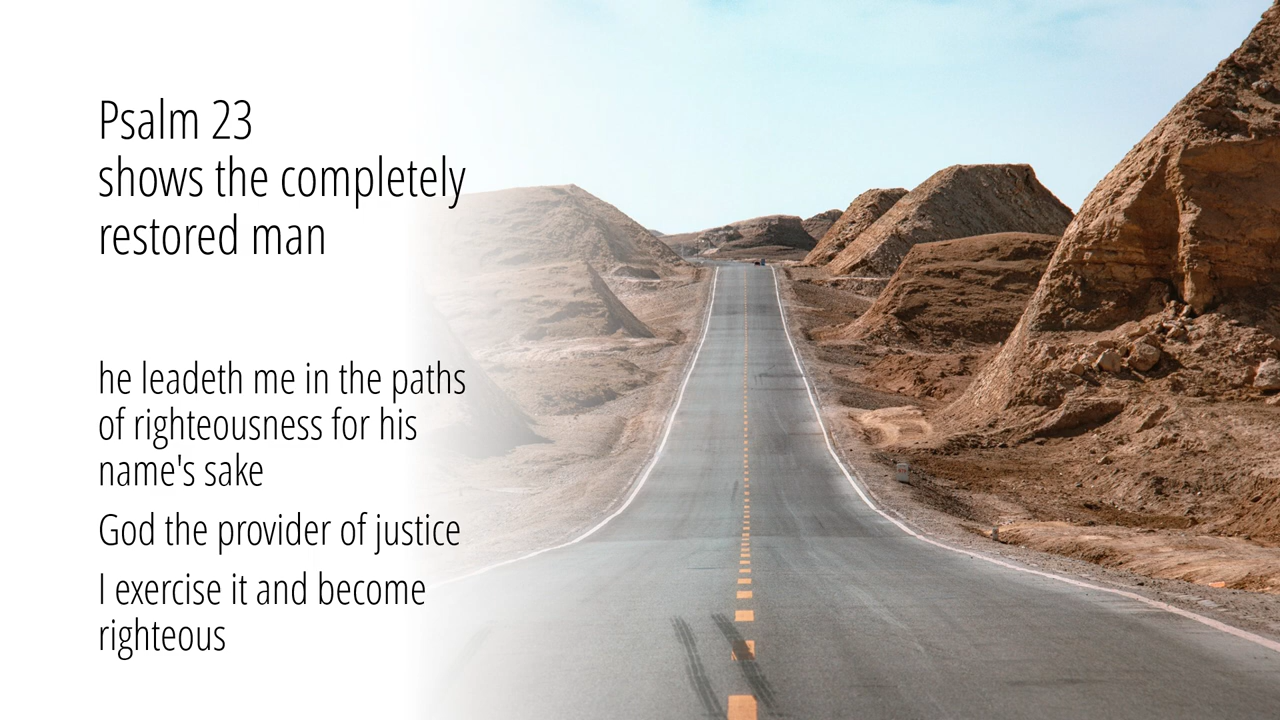 Psalm 23
shows the completely
restored man
he leadeth me in the paths
of righteousness for his
name's sake
God the provider of justice
I exercise it and become
righteous